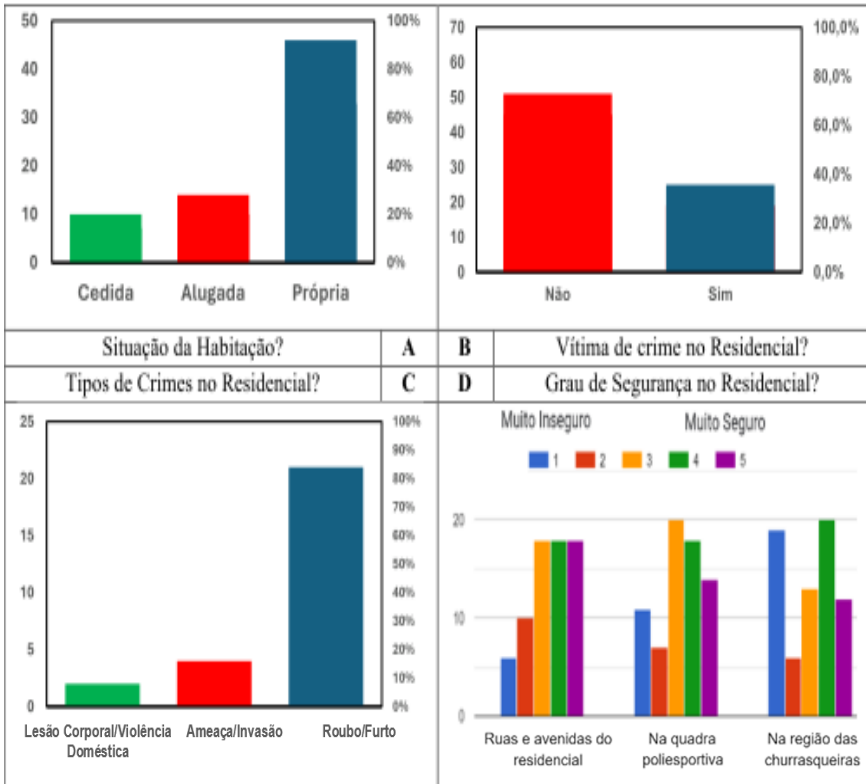 50
40
30
20
10
0
100%
80%
60%
40%
20%
0%
Cedida Alugada Própria
70
60
50
40
30
20
10
0
100,0%
80,0%
60,0%
40,0%
20,0%
0,0%
Não Sim
Situação da Habitação? A B Vítima de crime no Residencial?
Tipos de Crimes no Residencial? C D Grau de Segurança no Residencial?
25
20
15
10
5
0
100%
90%
80%
70%
60%
50%
40%
30%
20%
10%
0%
Lesão Corporal/Violência
Doméstica
Ameaça/Invasão
Roubo/Furto
Muito Inseguro Muito Seguro
1 2 3 4 5
20
10
0
Ruas e avenidas do
residencial
Na quadra
poliesportiva
Na região das
churrasqueiras